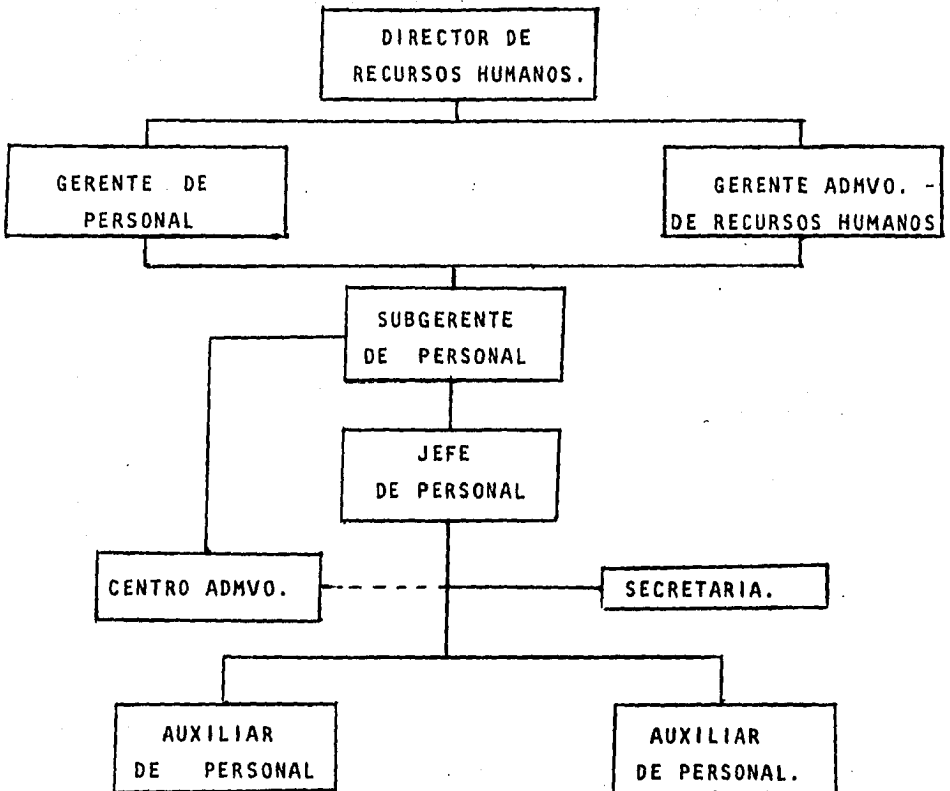 DIRECTOR DE
RECURSOS HUMANOS.
GERENTE DE
PERSONAL
GERENTE ADMVO. -
DE RECURSOS HUMANOS
SUBGERENTE
DE PERSONAL
JEFE
DE PERSONAL
CENTRO ADMVO.
SECRETARIA.
AUXILIAR
DE PERSONAL
AUXILIAR
DE PERSONAL.